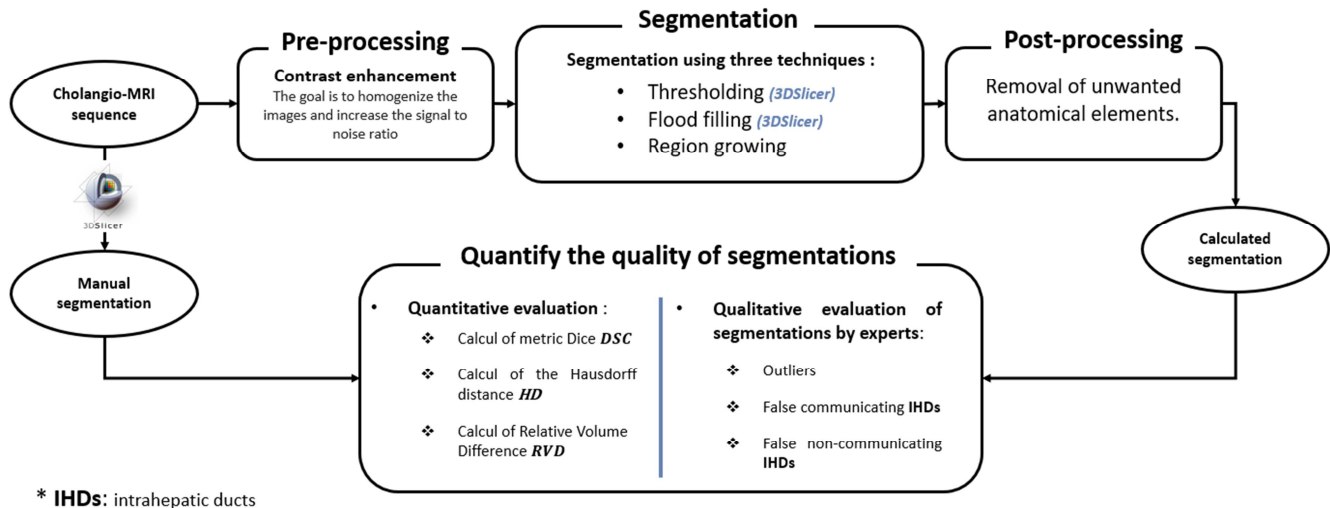 Cholangio-MRI
sequence
Pre-processing
Contrast enhancement
The goal is to homogenize the
images and increase the signal to
noise ratio
Segmentation
Segmentation using three techniques :
• Thresholding (3DSlicer)
• Flood filling (3DSlicer)
• Region growing
Post-processing
Removal of unwanted
anatomical elements.
3DSlicer
Manual
segmentation
Calculated
segmentation
Quantify the quality of segmentations
• Quantitative evaluation :
❖ Calcul of metric Dice DSC
❖ Calcul of the Hausdorff
distance HD
❖ Calcul of Relative Volume
Difference RVD
• Qualitative evaluation of
segmentations by experts:
❖ Outliers
❖ False communicating IHDs
❖ False non-communicating
IHDs
* IHDs: intrahepatic ducts